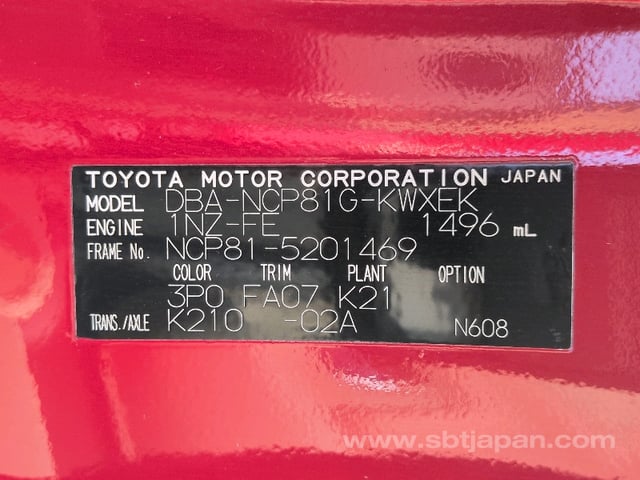 TOYOTA MOTOR CORPORATION JAPAN
MODEL DBA-NCP81G-KWXEK
ENGINE 1NZ-FE 1496 mL
FRAME No. NCP81-5201469
COLOR TRIM PLANT OPTION
3P0 FA07 K21
TRANS./AXLE K210 -02A N608
www.sbtjapan.com